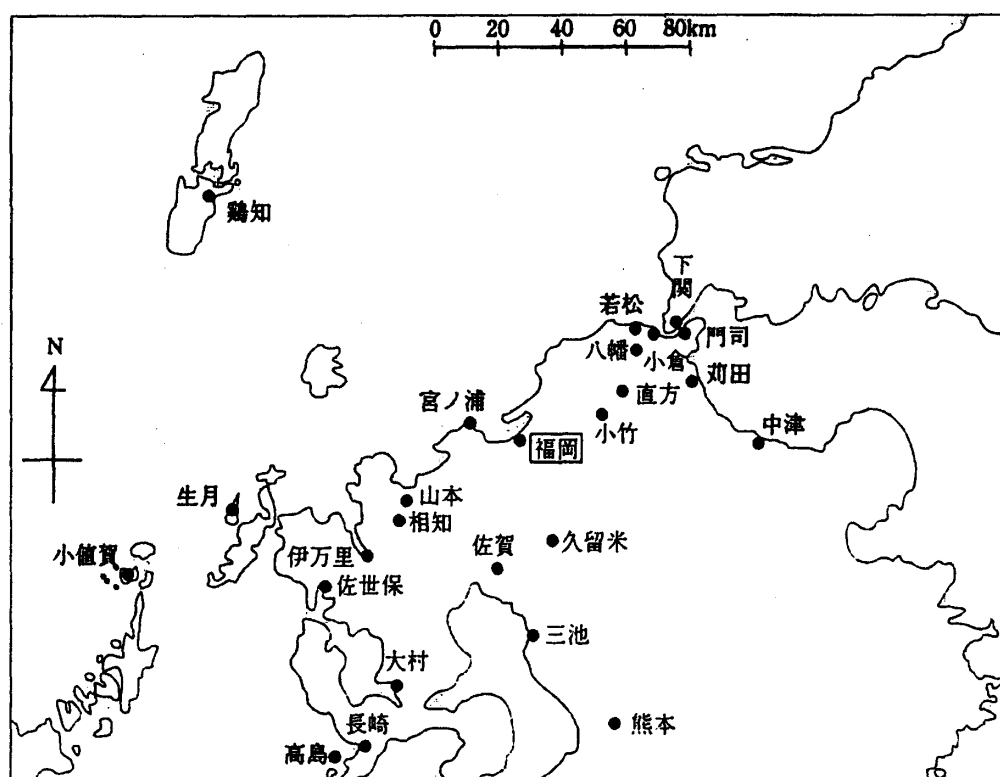 0 20 40 60 80km
鶏知
下関
若松
門司
八幡
小倉
苅田
N
直方
宮ノ浦
小竹
中津
福岡
生月
山本
相知
久留米
佐賀
伊万里
小値賀
佐世保
三池
大村
長崎
熊本
高島